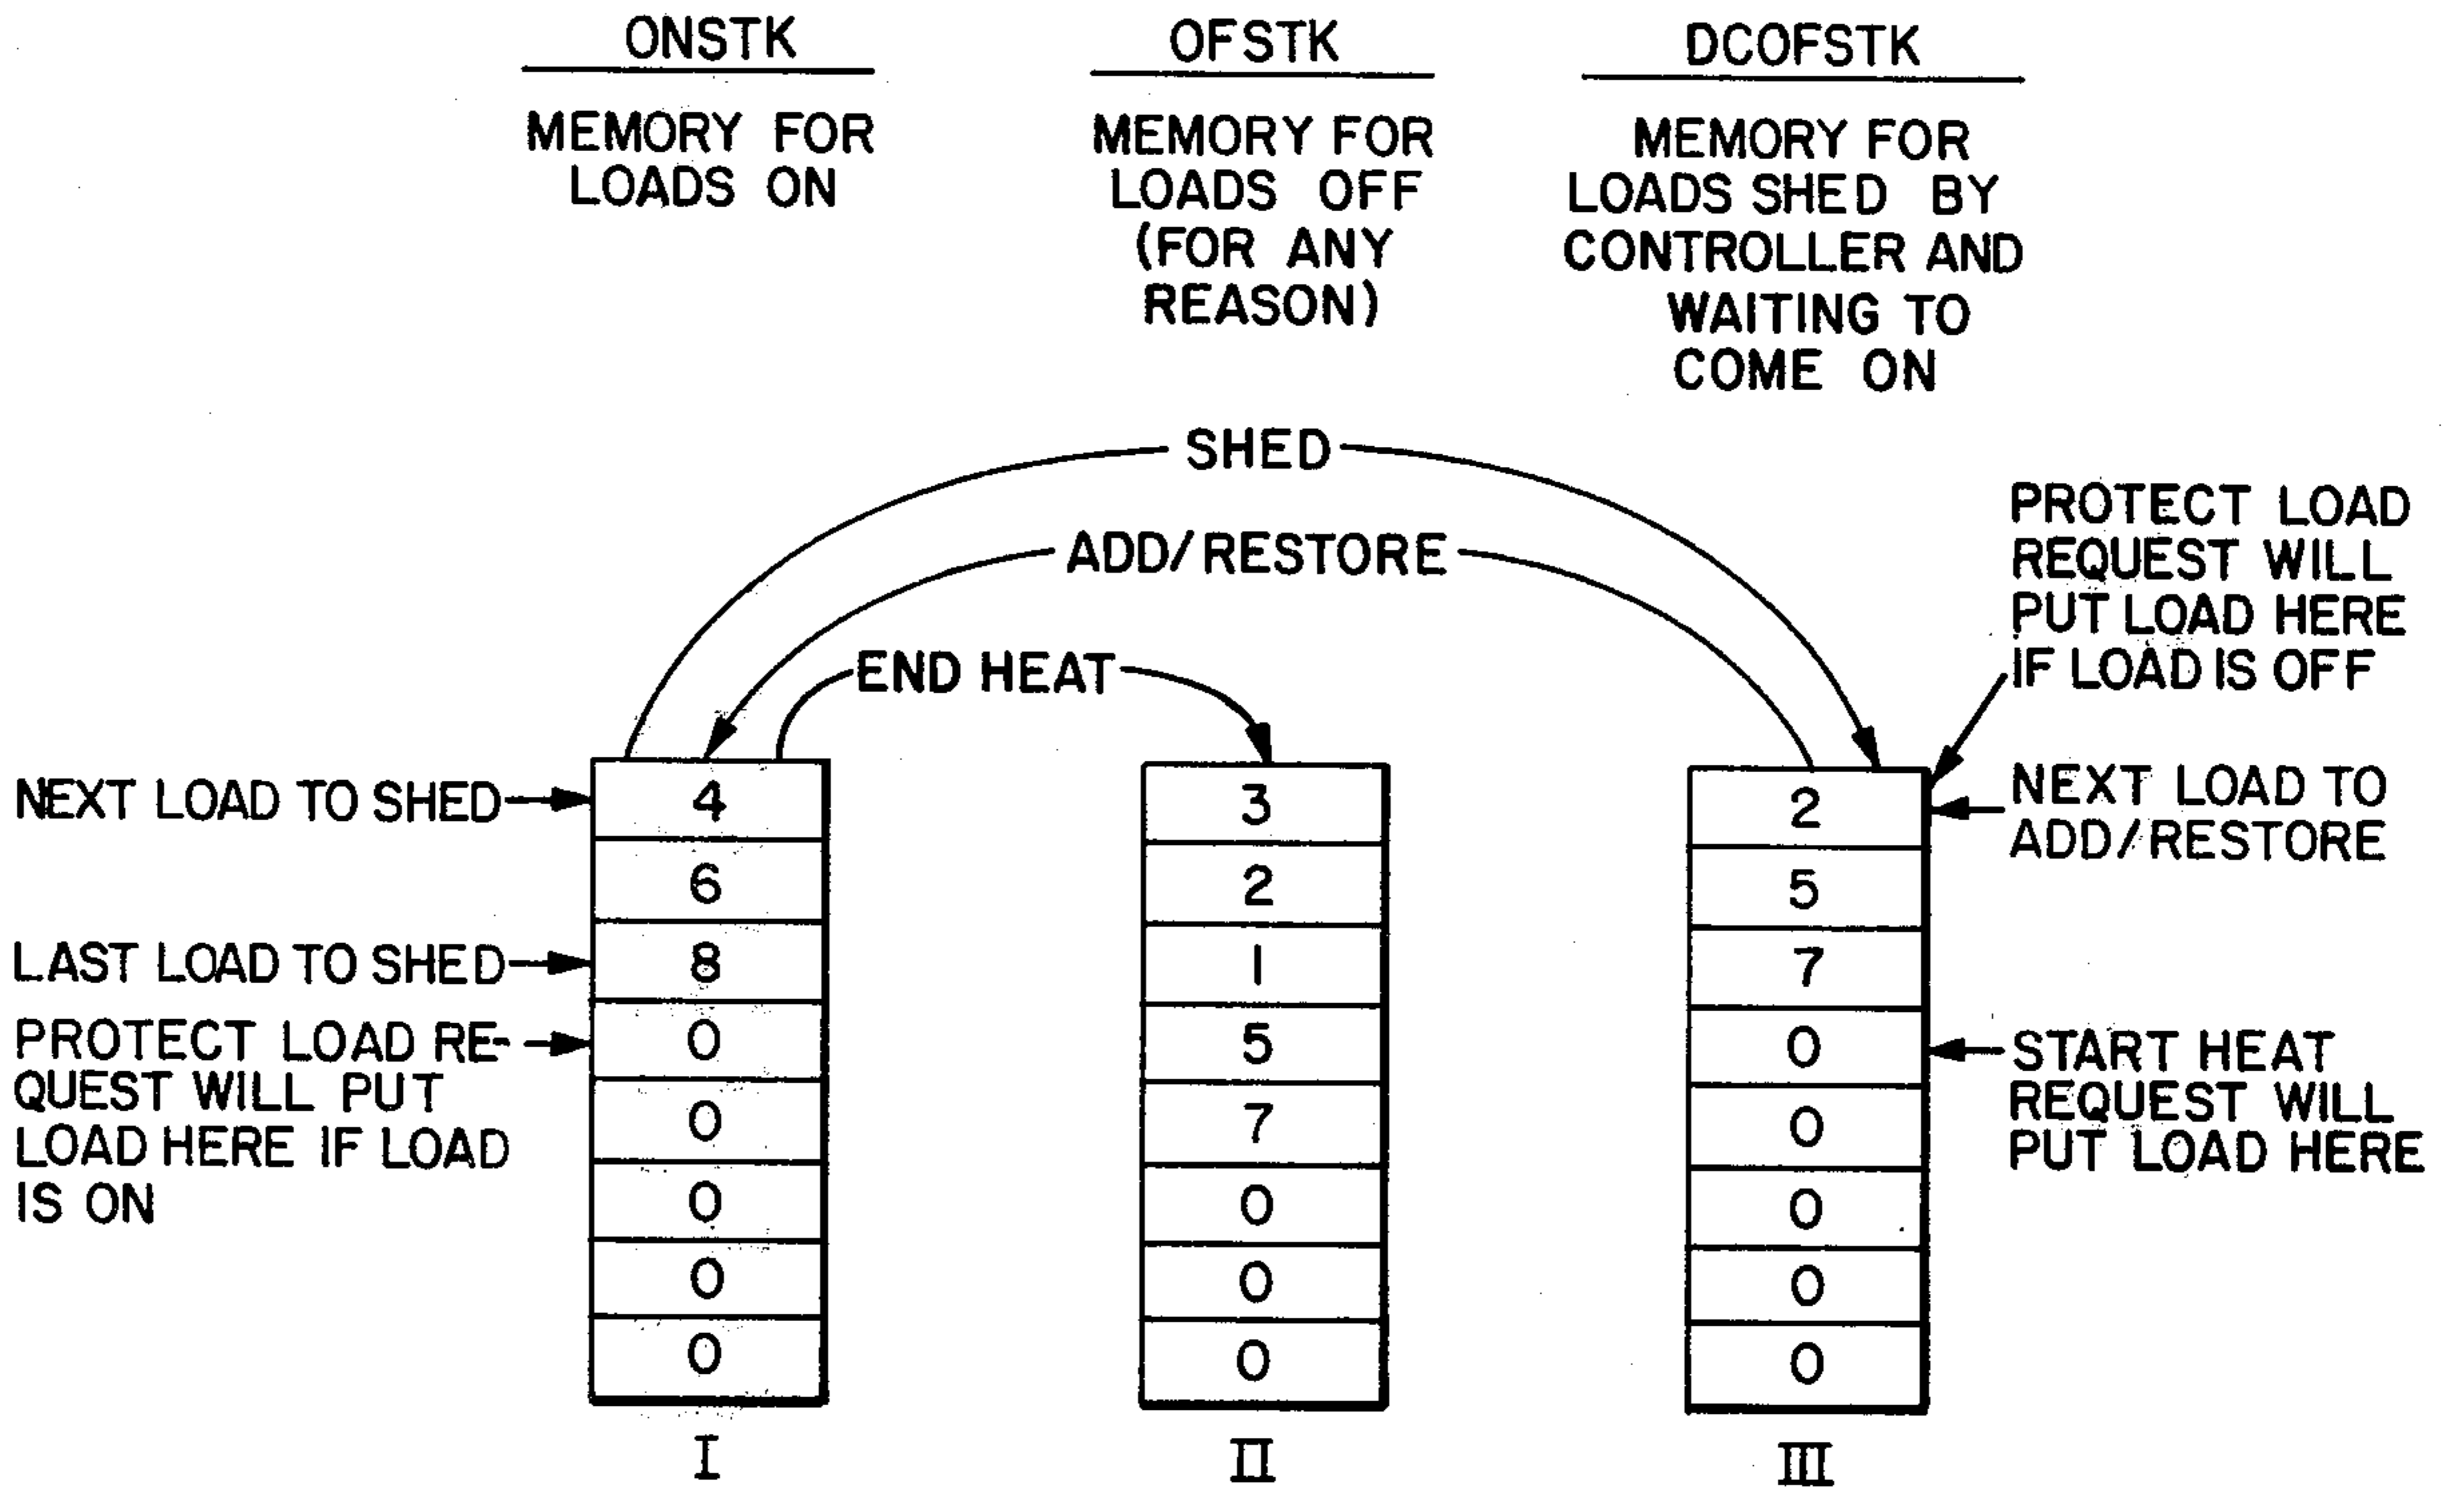 ONSTK
MEMORY FOR
LOADS ON
OFSTK
MEMORY FOR
LOADS OFF
(FOR ANY
REASON)
DCOFSTK
MEMORY FOR
LOADS SHED BY
CONTROLLER AND
WAITING TO
COME ON
SHED
ADD/RESTORE
END HEAT
PROTECT LOAD
REQUEST WILL
PUT LOAD HERE
IF LOAD IS OFF
NEXT LOAD TO SHED
LAST LOAD TO SHED
PROTECT LOAD RE-
QUEST WILL PUT
LOAD HERE IF LOAD
IS ON
4
6
8
0
0
0
0
0
I
3
2
1
5
7
0
0
0
II
2
5
7
0
0
0
0
0
III
NEXT LOAD TO
ADD/RESTORE
START HEAT
REQUEST WILL
PUT LOAD HERE